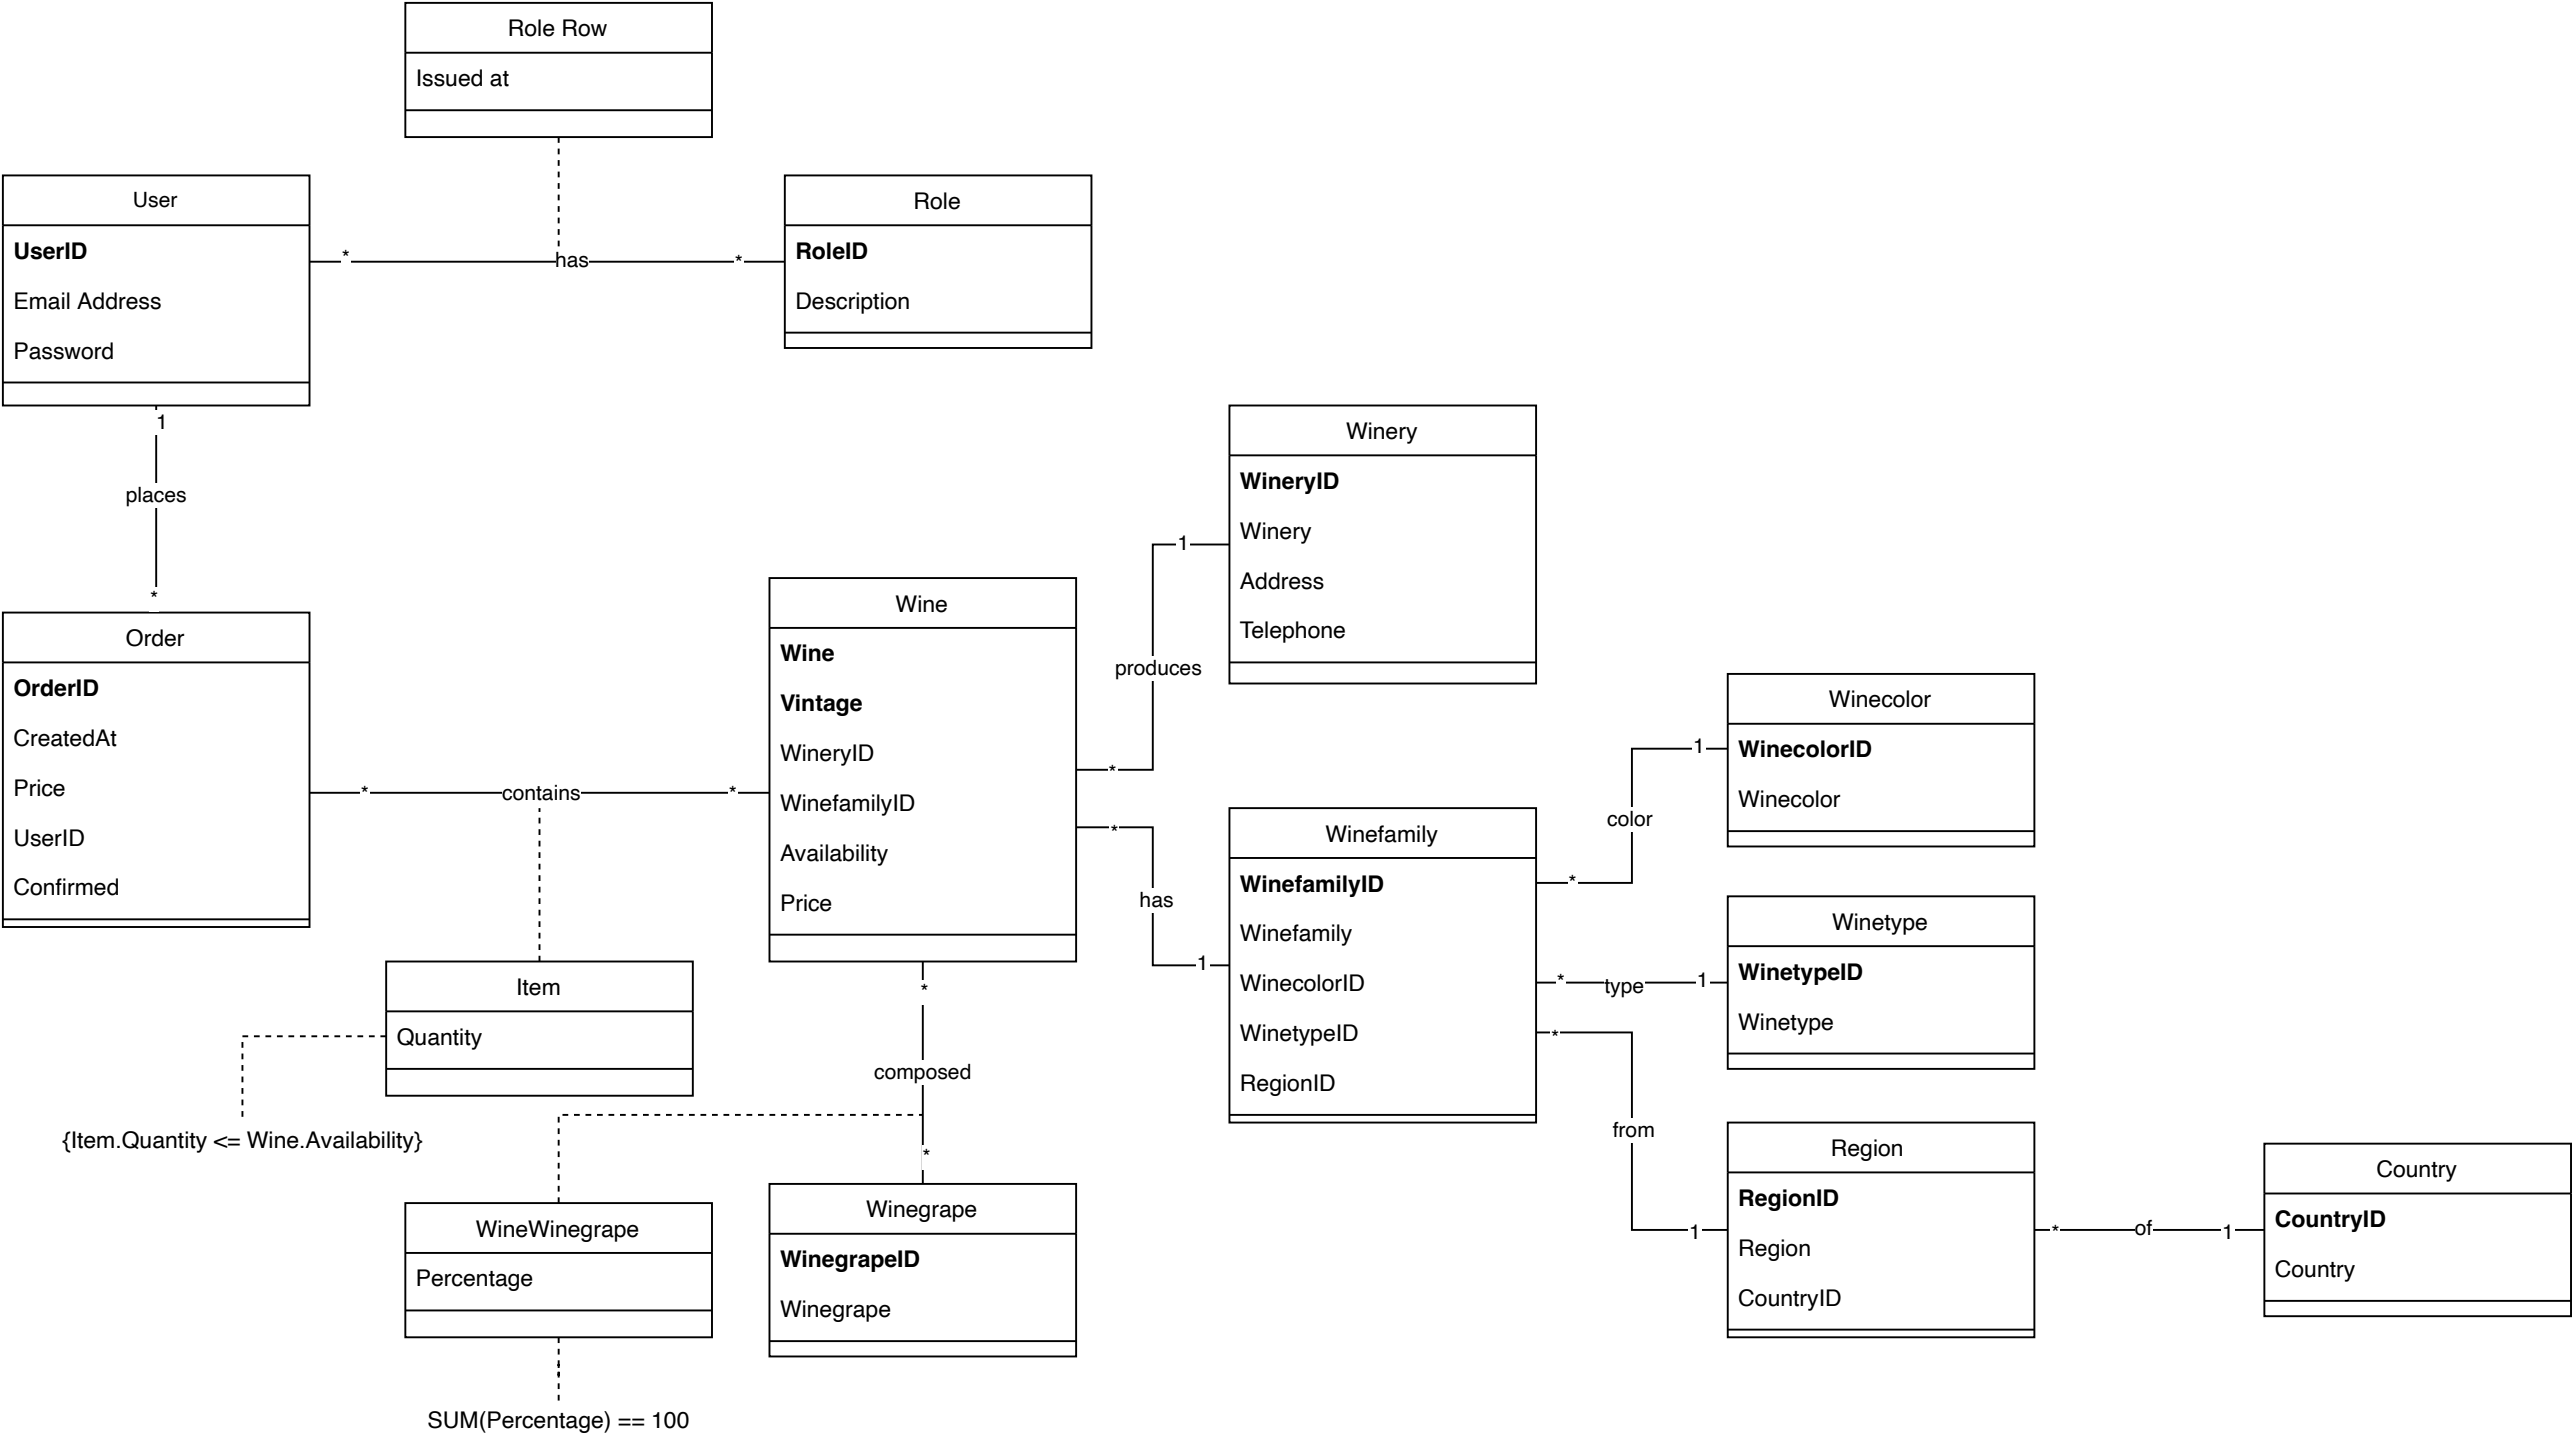 Role Row
Issued at
User
UserID
Email Address
Password
*
has
*
Role
RoleID
Description
1
places
*
Order
OrderID
CreatedAt
Price
UserID
Confirmed
*
contains
*
Item
Quantity
{Item.Quantity <= Wine.Availability}
Wine
Wine
Vintage
WineryID
WinefamilyID
Availability
Price
*
produces
1
Winery
WineryID
Winery
Address
Telephone
*
has
1
Winefamily
WinefamilyID
Winefamily
WinecolorID
WinetypeID
RegionID
*
color
1
Winecolor
WinecolorID
Winecolor
*
type
1
Winetype
WinetypeID
Winetype
*
from
1
Region
RegionID
Region
CountryID
*
of
1
Country
CountryID
Country
*
composed
*
WineWinegrape
Percentage
SUM(Percentage) == 100
Winegrape
WinegrapeID
Winegrape